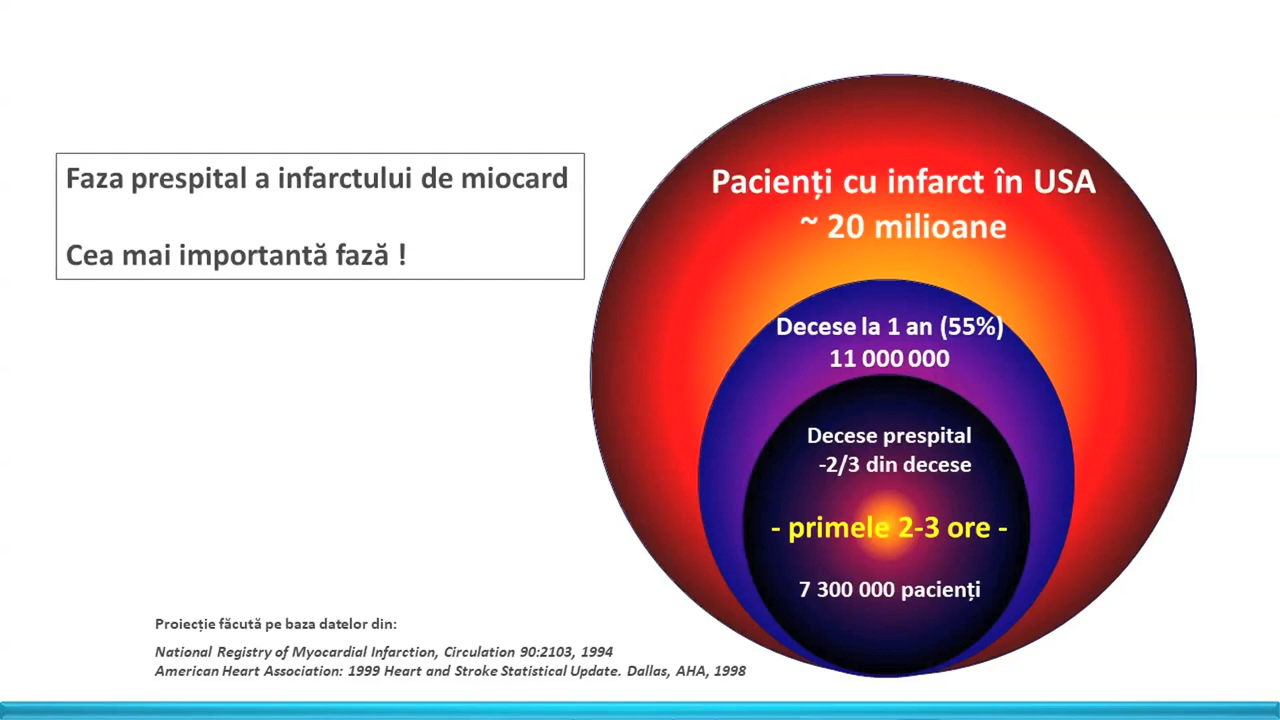 Faza prespital a infarctului de miocard
Cea mai importantă fază !
Pacienți cu infarct în USA
~ 20 milioane
Decese la 1 an (55%)
11 000 000
Decese prespital
-2/3 din decese
- primele 2-3 ore -
7 300 000 pacienți
Proiecție făcută pe baza datelor din:
National Registry of Myocardial Infarction, Circulation 90:2103, 1994
American Heart Association: 1999 Heart and Stroke Statistical Update. Dallas, AHA, 1998